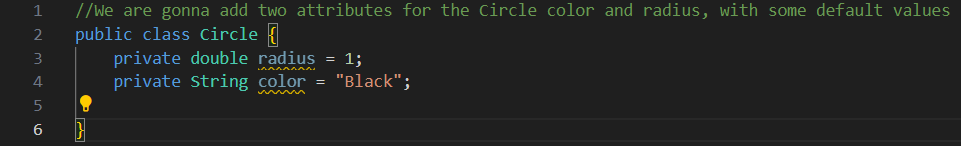 1 //We are gonna add two attributes for the Circle color and radius, with some default values
2 public class Circle {
3 private double radius = 1;
4 private String color = "Black";
5
6 }